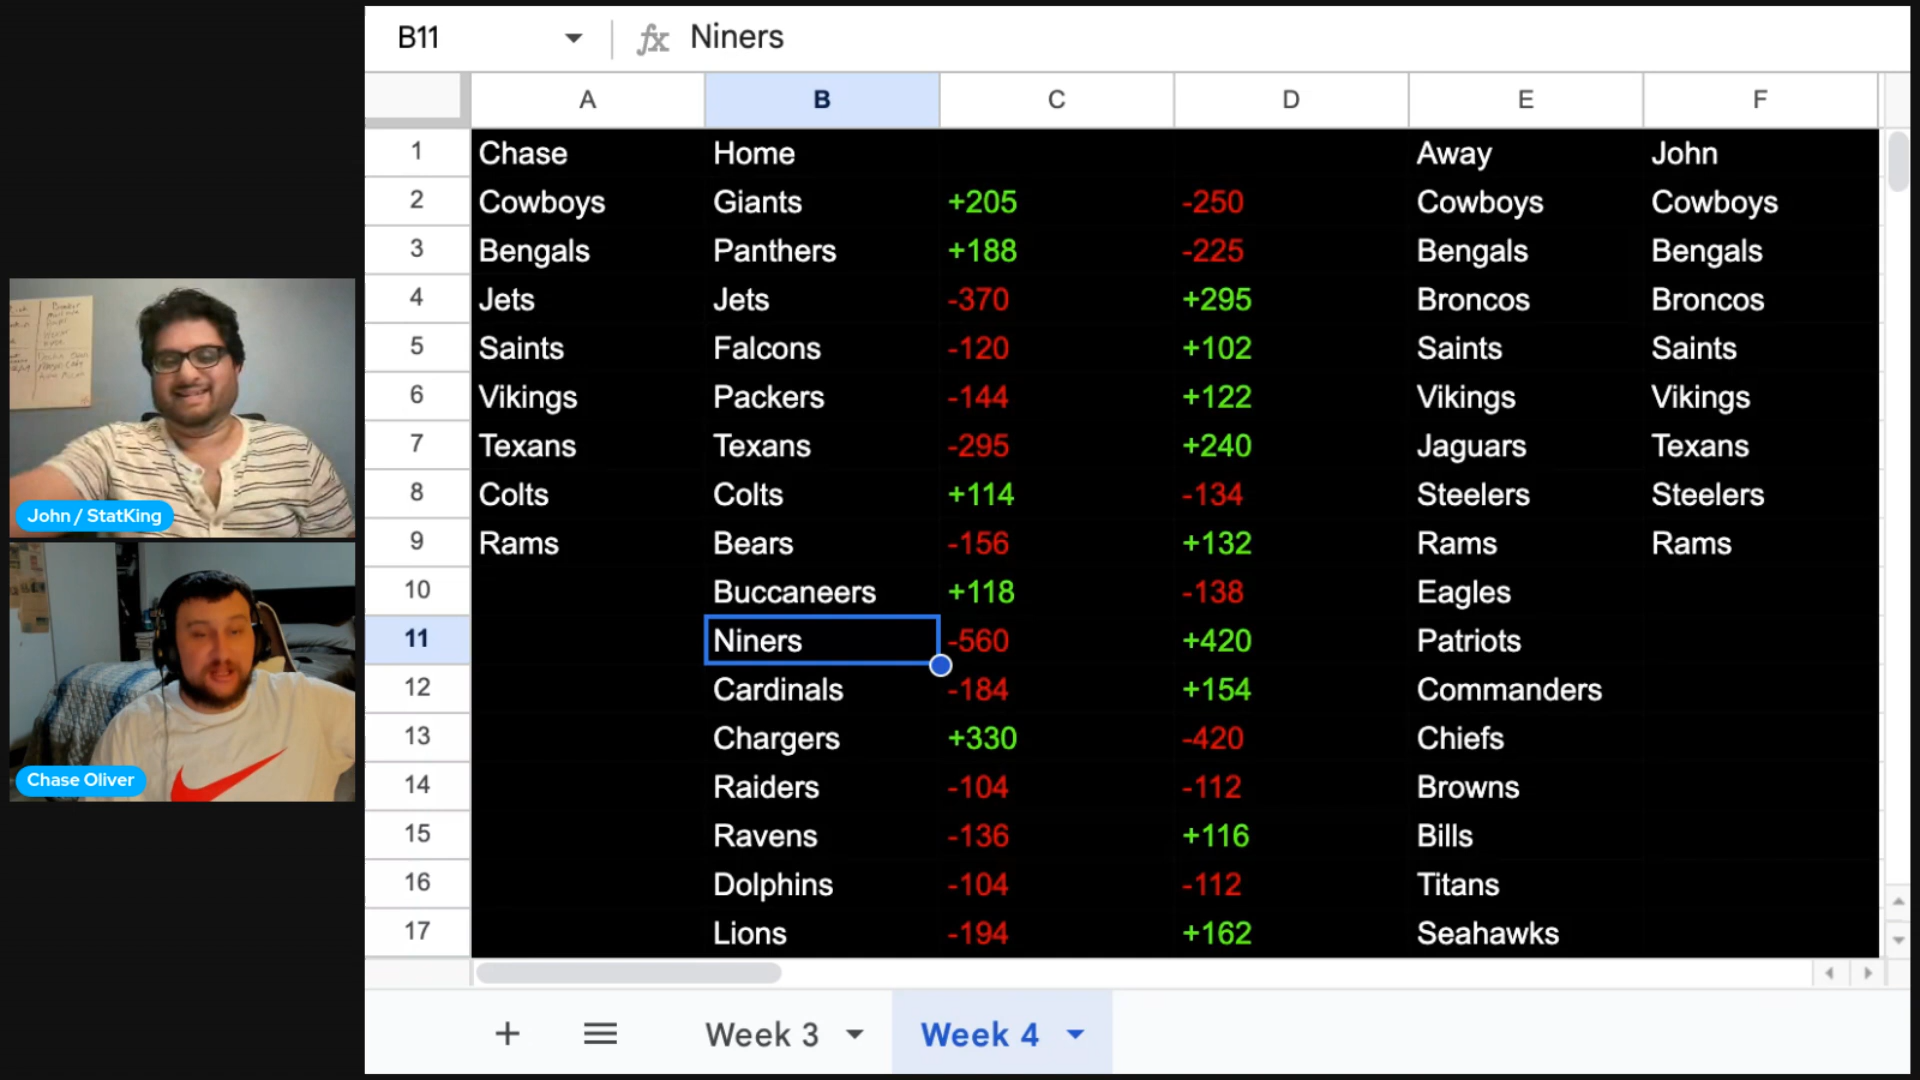 B11 fx Niners
A B C D E F
1 Chase Home Away John
2 Cowboys Giants +205 -250 Cowboys Cowboys
3 Bengals Panthers +188 -225 Bengals Bengals
4 Jets Jets -370 +295 Broncos Broncos
5 Saints Falcons -120 +102 Saints Saints
6 Vikings Packers -144 +122 Vikings Vikings
7 Texans Texans -295 +240 Jaguars Texans
8 Colts Colts +114 -134 Steelers Steelers
9 Rams Bears -156 +132 Rams Rams
10 Buccaneers +118 -138 Eagles
11 Niners -560 +420 Patriots
12 Cardinals -184 +154 Commanders
13 Chargers +330 -420 Chiefs
14 Raiders -104 -112 Browns
15 Ravens -136 +116 Bills
16 Dolphins -104 -112 Titans
17 Lions -194 +162 Seahawks
Week 3 Week 4
John / StatKing
Chase Oliver